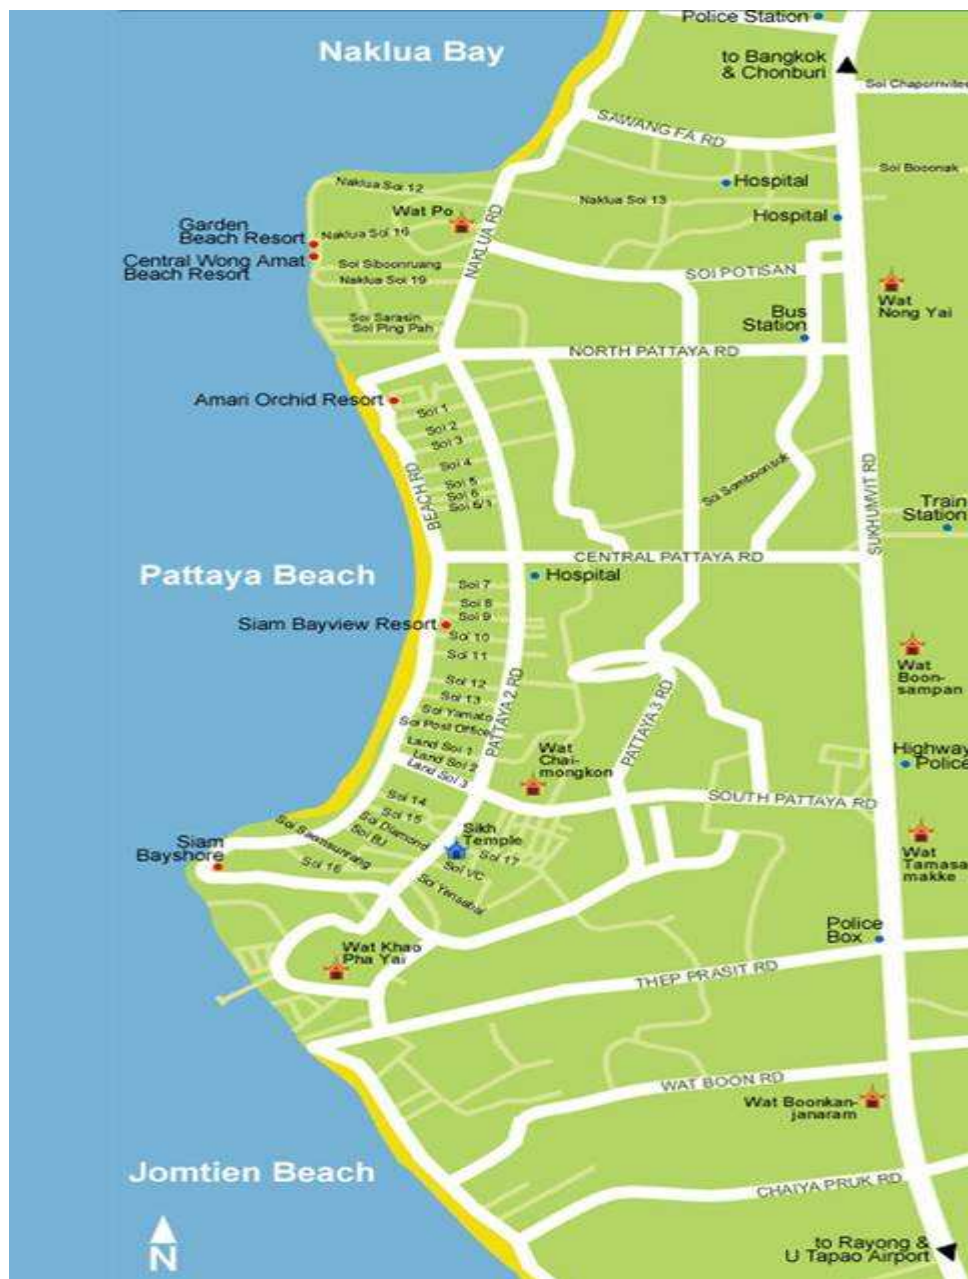 Police Station
Naklua Bay
to Bangkok
& Chonburi
Soi Chapornvitee
SAWANG FA RD
Soi Booonak
Naklua Soi 12
Hospital
Naklua Soi 13
Wat Po
Hospital
Garden
Beach Resort
Naklua Soi 16
NAKLUA RD
Central Wong Amat
Beach Resort
Soi Siboonruang
SOI POTISAN
Naklua Soi 19
Wat
Nong Yai
Soi Sarasin
Soi Ping Pah
Bus
Station
NORTH PATTAYA RD
Amari Orchid Resort
Soi 1
Soi 2
Soi 3
Soi 4
Soi 5
Soi 6
Soi 6/1
BEACH RD
Soi Somboonsuk
SUKHUMVIT RD
Train
Station
CENTRAL PATTAYA RD
Pattaya Beach
Hospital
Soi 7
Soi 8
Soi 9
Siam Bayview Resort
Soi 10
Soi 11
Wat
Boon-
sampan
Soi 12
Soi 13
Soi Yamato
Soi Post Office
PATTAYA 2 RD
PATTAYA 3 RD
Land Soi 1
Land Soi 2
Land Soi 3
Wat
Chai-
mongkon
Highway
Police
SOUTH PATTAYA RD
Soi 14
Soi 15
Soi Diamond
Soi BJ
Sikh
Temple
Soi 17
Soi VC
Siam
Bayshore
Soi 16
Wat
Tamasa
makke
Police
Box
Wat Khao
Pha Yai
THEP PRASIT RD
WAT BOON RD
Wat Boonkan-
janaram
Jomtien Beach
CHAIYA PRUK RD
N
to Rayong &
U Tapao Airport